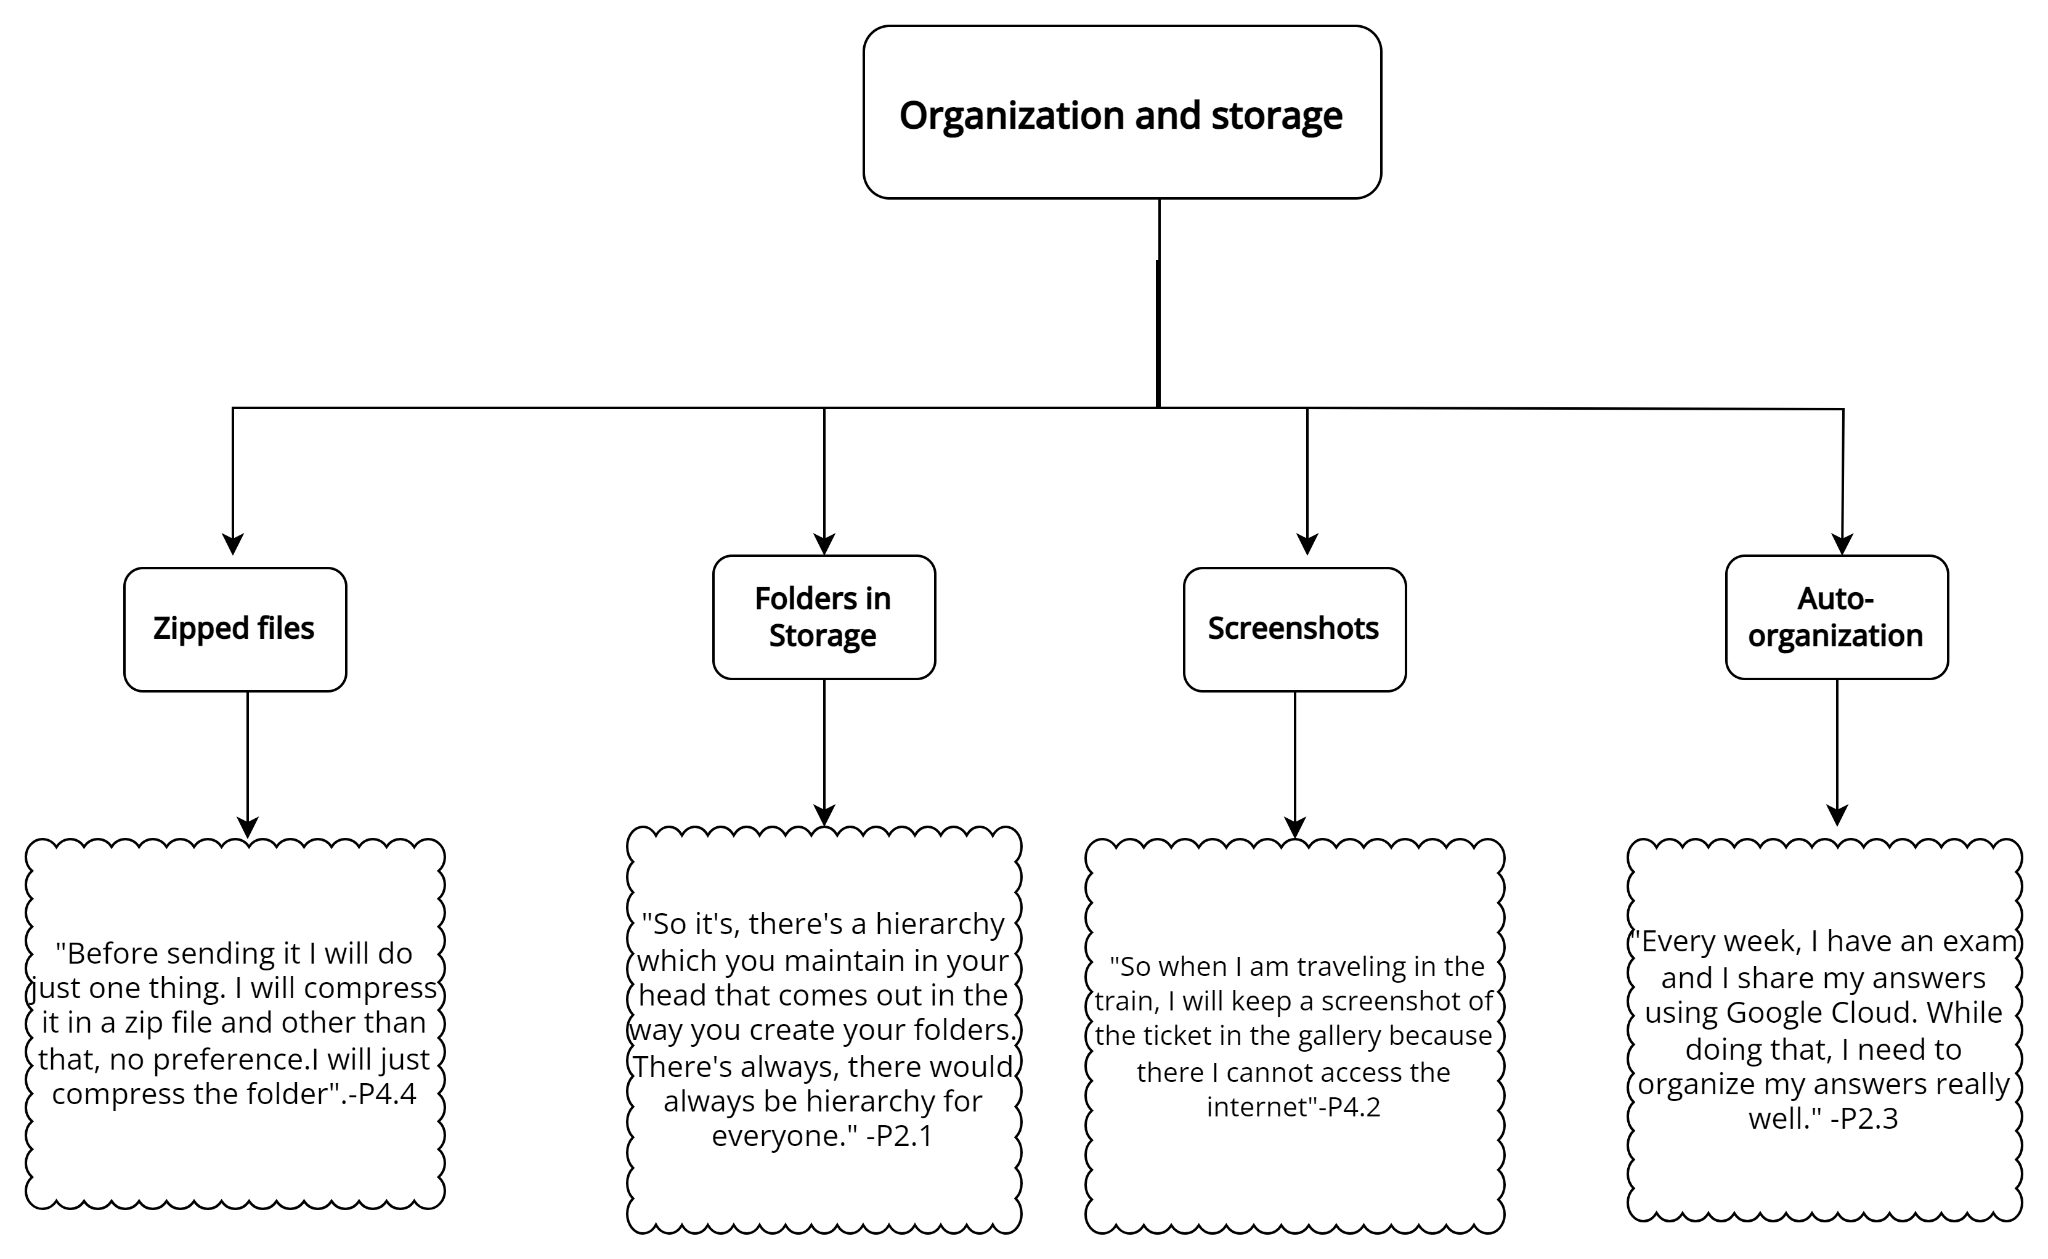 Organization and storage
Zipped files
Folders in
Storage
Screenshots
Auto-
organization
"Before sending it I will do
just one thing. I will compress
it in a zip file and other than
that, no preference.I will just
compress the folder".-P4.4
"So it's, there's a hierarchy
which you maintain in your
head that comes out in the
way you create your folders.
There's always, there would
always be hierarchy for
everyone." -P2.1
"So when I am traveling in the
train, I will keep a screenshot of
the ticket in the gallery because
there I cannot access the
internet"-P4.2
"Every week, I have an exam
and I share my answers
using Google Cloud. While
doing that, I need to
organize my answers really
well." -P2.3